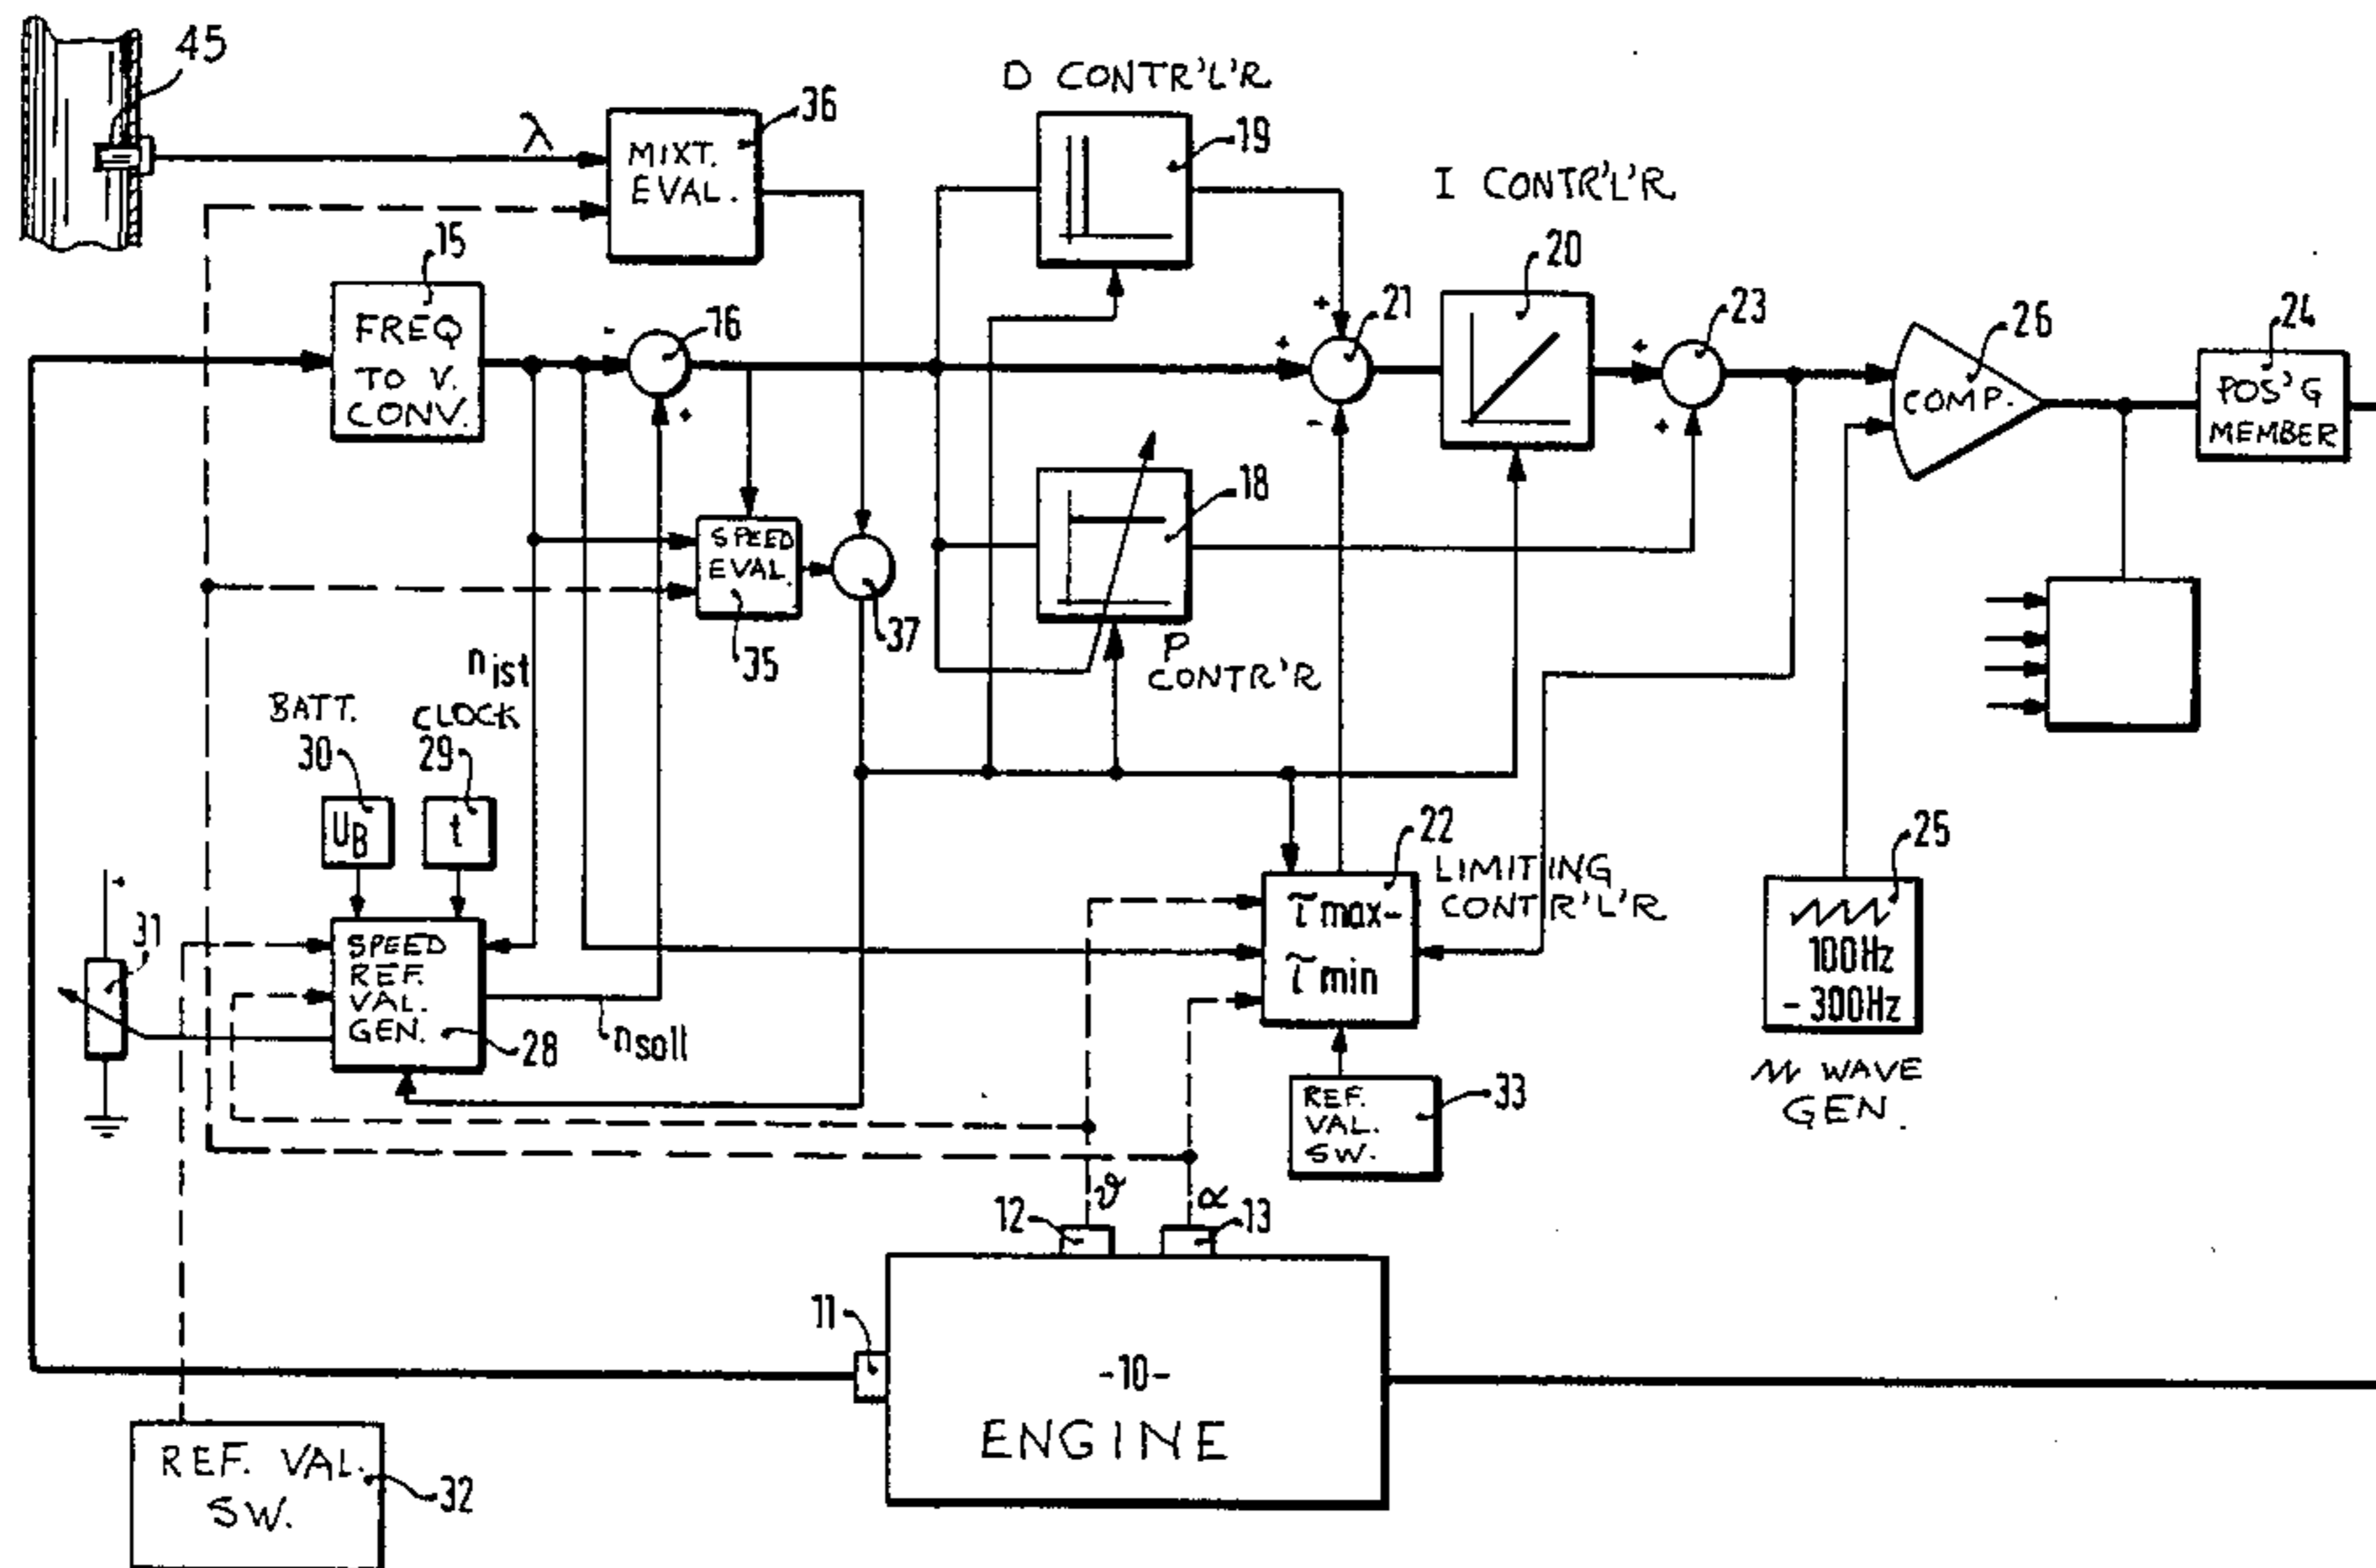 45
λ
36
MIXT.
EVAL.
D CONTR'L'R
19
I CONTR'L'R
20
15
FREQ
TO V.
CONV.
-
16
+
+
+
21
-
+
23
+
COMP.
26
24
POS'G
MEMBER
18
P
CONTR'R
SPEED
EVAL.
35
37
n ist
BATT.
30
CLOCK
29
UB
t
+
31
SPEED
REF.
VAL.
GEN.
28
n soll
22
LIMITING
CONTR'L'R
τ max-
τ min
25
100Hz
- 300Hz
WAVE
GEN.
REF.
VAL.
SW.
33
12
ϑ
α
13
11
-10-
ENGINE
REF. VAL.
SW.
32